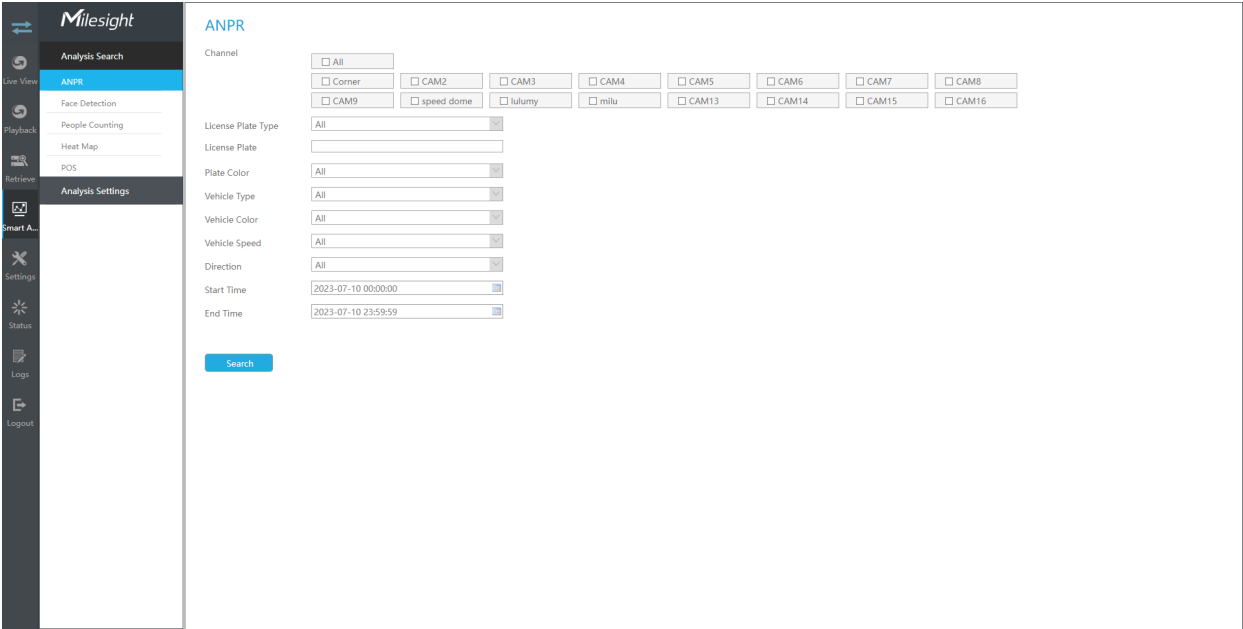 Milesight
Live View
Playback
Retrieve
Smart A...
Settings
Status
Logs
Logout
Analysis Search
ANPR
Face Detection
People Counting
Heat Map
POS
Analysis Settings
ANPR
Channel
All
Corner CAM2 CAM3 CAM4 CAM5 CAM6 CAM7 CAM8
CAM9 speed dome lulumy milu CAM13 CAM14 CAM15 CAM16
License Plate Type All
License Plate
Plate Color All
Vehicle Type All
Vehicle Color All
Vehicle Speed All
Direction All
Start Time 2023-07-10 00:00:00
End Time 2023-07-10 23:59:59
Search